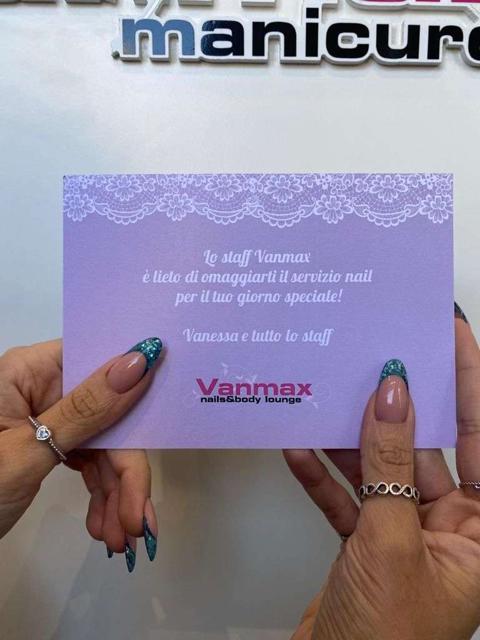 manicure
Lo staff Vanmax
è lieto di omaggiarti il servizio nail
per il tuo giorno speciale!
Vanessa e tutto lo staff
Vanmax
nails&body lounge